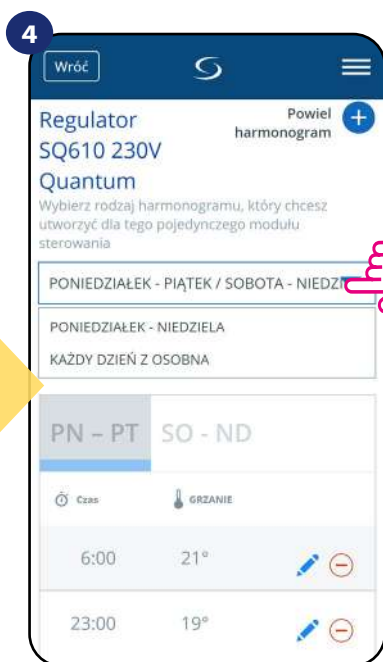 4
Wróć
Regulator
SQ610 230V
Quantum
Powiel
harmonogram
Wybierz rodzaj harmonogramu, który chcesz
utworzyć dla tego pojedynczego modułu
sterowania
PONIEDZIAŁEK - PIĄTEK / SOBOTA -
PONIEDZIAŁEK - NIEDZIELA
KAŻDY DZIEŃ Z OSOBNA
PN – PT SO - ND
Czas GRZANIE
6:00 21°
23:00 19°